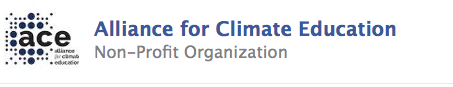 ace
alliance
for climate
education
Alliance for Climate Education
Non-Profit Organization